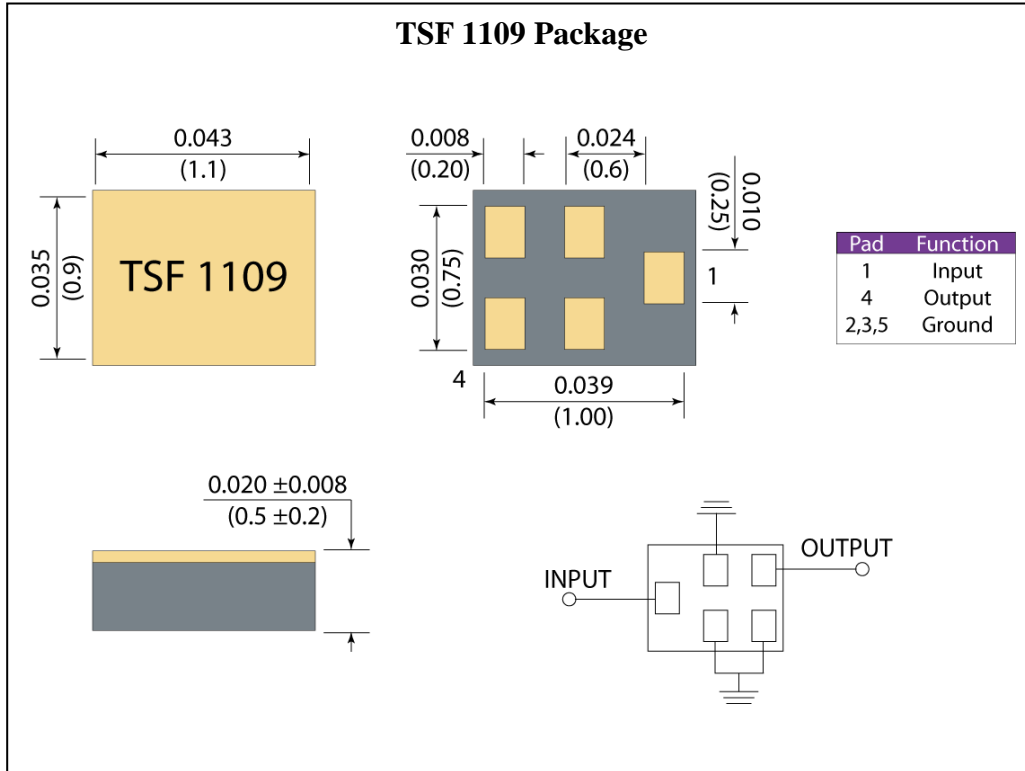 TSF 1109 Package
0.043
(1.1)
0.035
(0.9)
TSF 1109
0.008
(0.20)
0.024
(0.6)
0.010
(0.25)
0.030
(0.75)
1
4
0.039
(1.00)
Pad Function
1 Input
4 Output
2,3,5 Ground
0.020 ±0.008
(0.5 ±0.2)
INPUT
OUTPUT